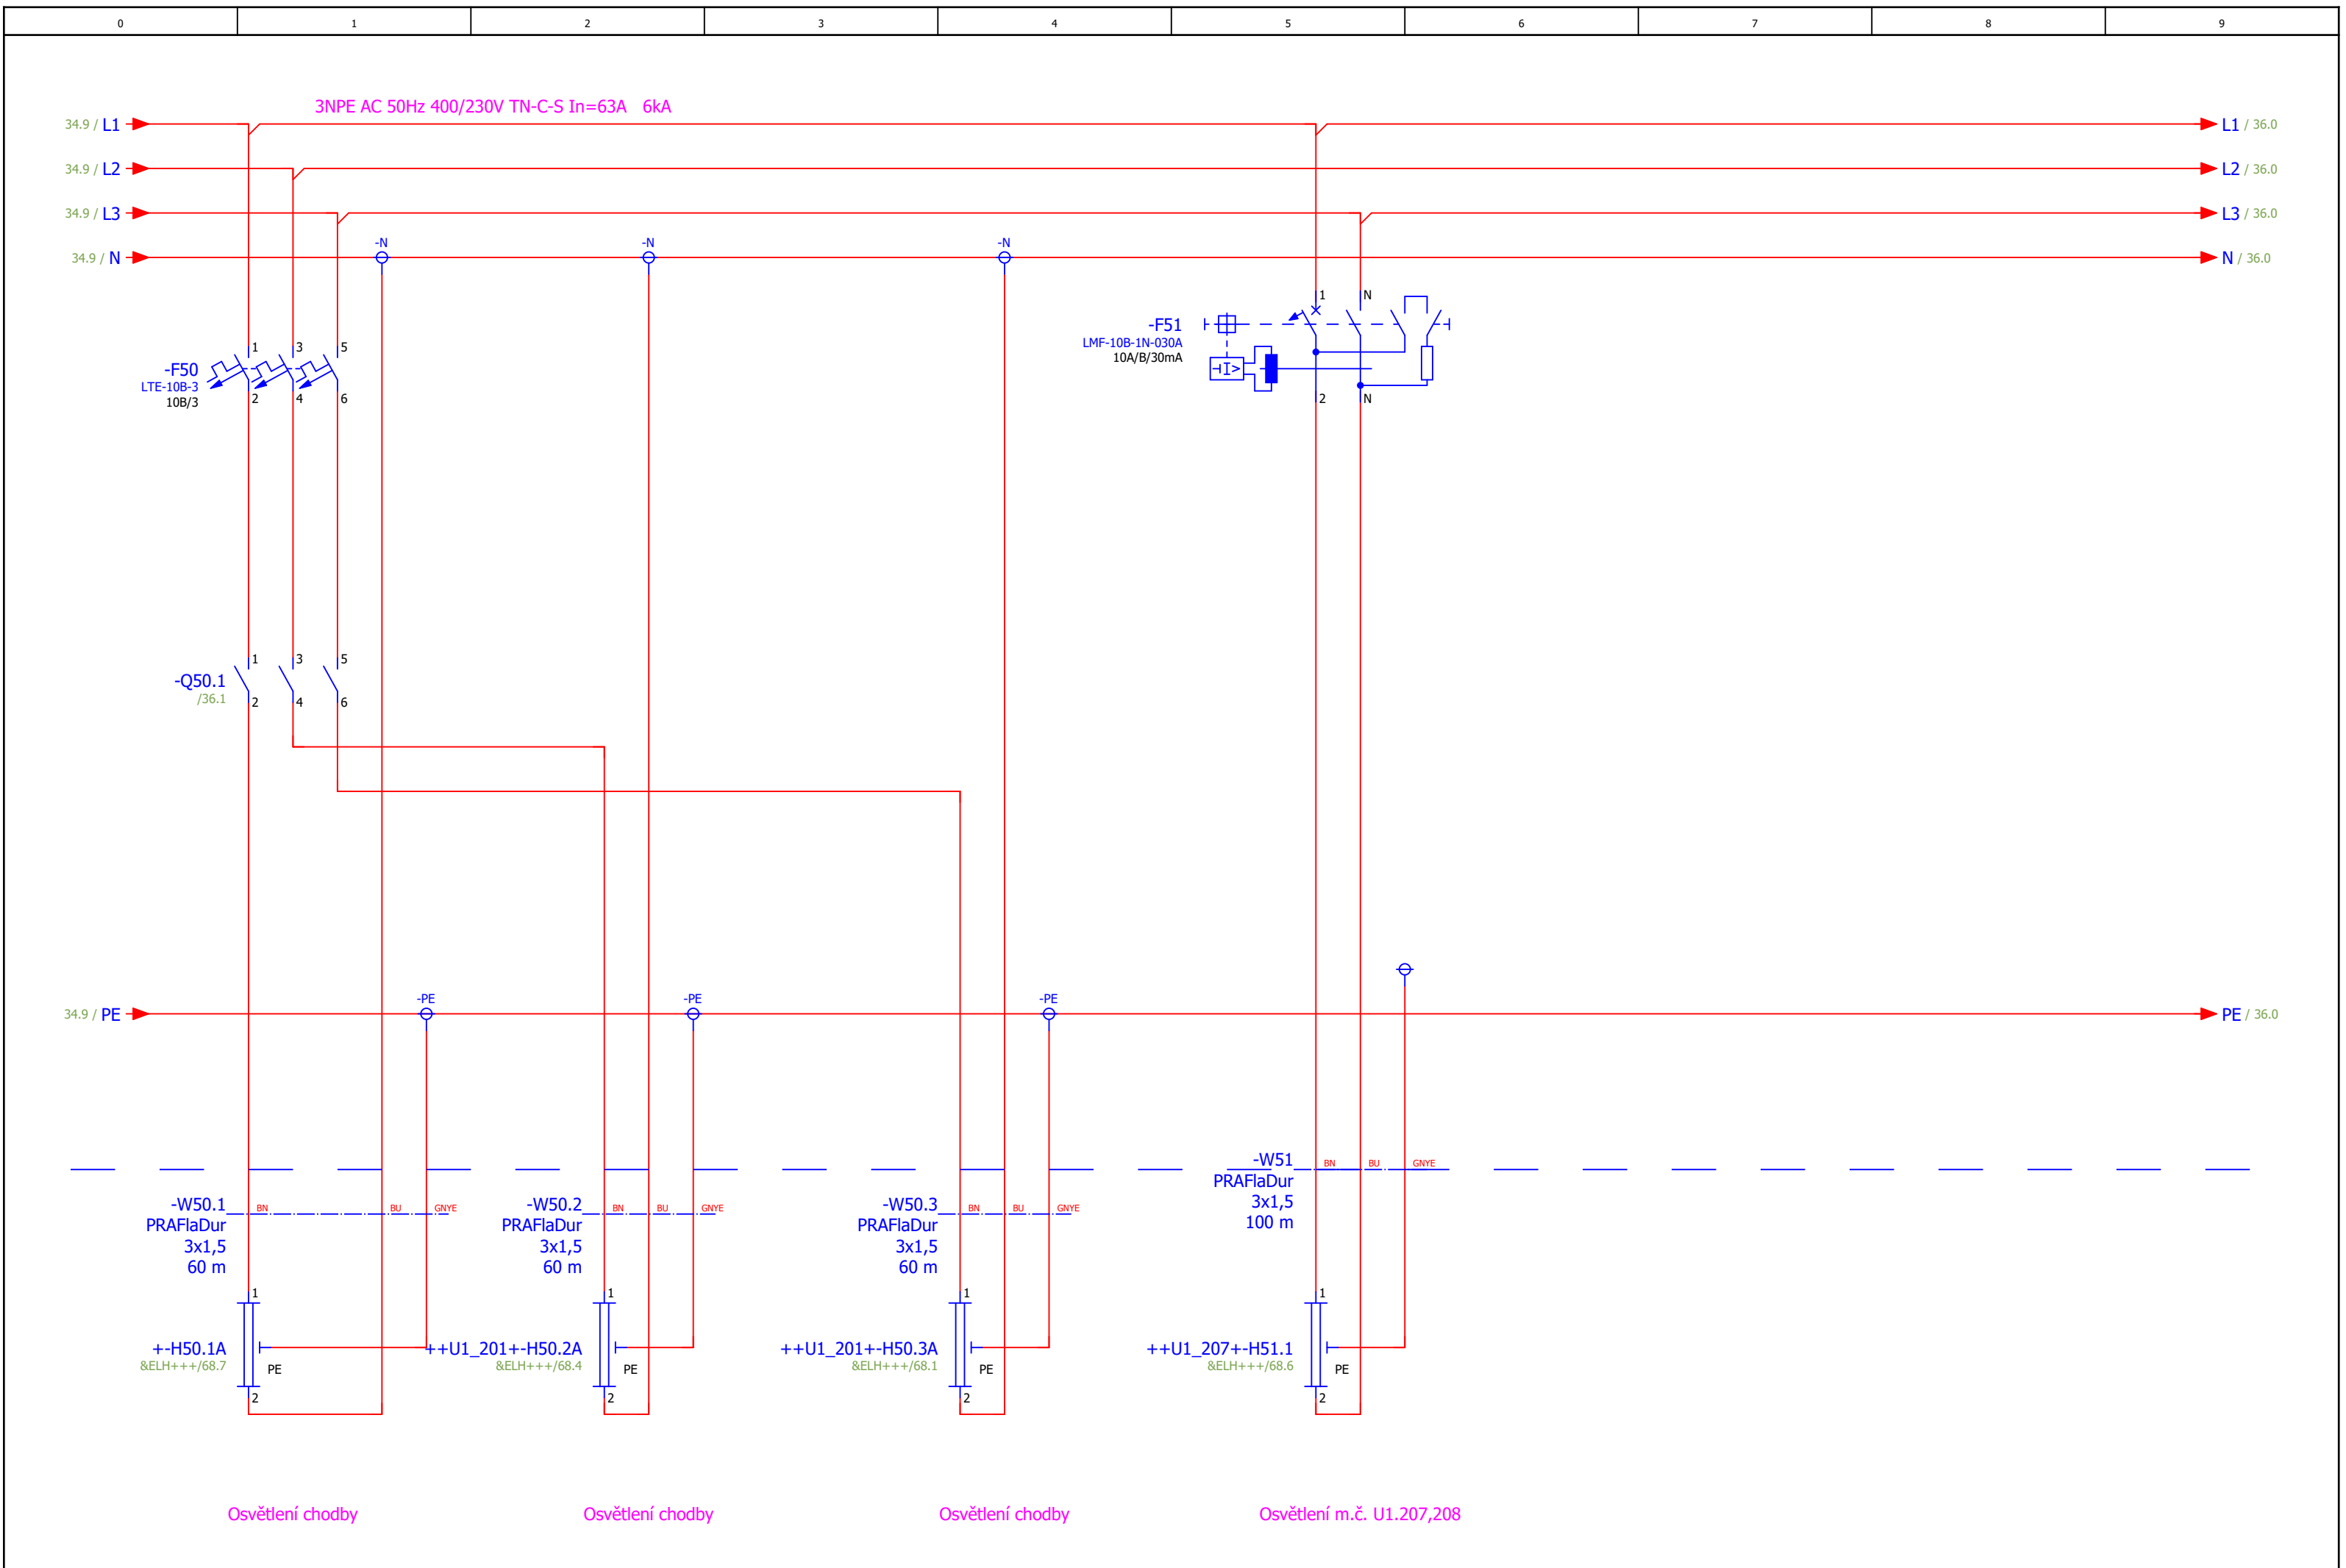 0 1 2 3 4 5 6 7 8 9
3NPE AC 50Hz 400/230V TN-C-S In=63A 6kA
34.9 / L1
L1 / 36.0
34.9 / L2
L2 / 36.0
34.9 / L3
L3 / 36.0
-N -N -N
34.9 / N
N / 36.0
1 N
-F51
LMF-10B-1N-030A
10A/B/30mA
I>
2 N
1 3 5
-F50
LTE-10B-3
10B/3
2 4 6
1 3 5
-Q50.1
/36.1
2 4 6
-PE -PE -PE
34.9 / PE
PE / 36.0
-W50.1
PRAFlaDur
3x1,5
60 m
BN BU GNYE
-W50.2
PRAFlaDur
3x1,5
60 m
BN BU GNYE
-W50.3
PRAFlaDur
3x1,5
60 m
BN BU GNYE
-W51
PRAFlaDur
3x1,5
100 m
BN BU GNYE
1
+-H50.1A
&ELH+++/68.7
PE
2
1
++U1_201+-H50.2A
&ELH+++/68.4
PE
2
1
++U1_201+-H50.3A
&ELH+++/68.1
PE
2
1
++U1_207+-H51.1
&ELH+++/68.6
PE
2
Osvětlení chodby
Osvětlení chodby
Osvětlení chodby
Osvětlení m.č. U1.207,208